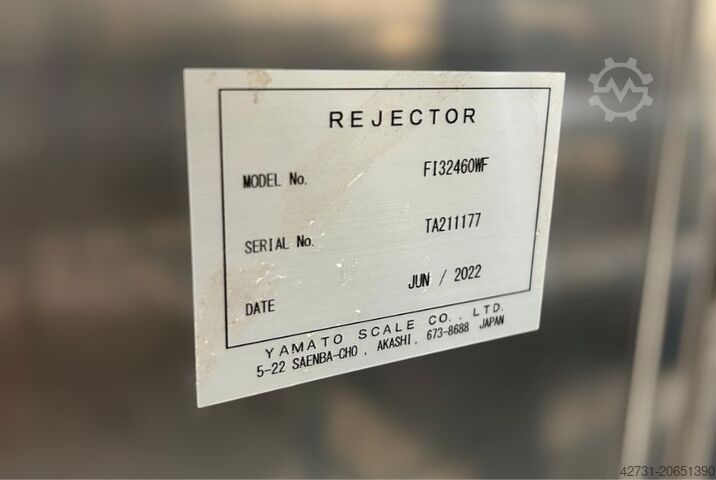 REJECTOR
MODEL No. FI32460WF
SERIAL No. TA211177
DATE JUN / 2022
YAMATO SCALE CO., LTD.
5-22 SAENBA-CHO, AKASHI, 673-8688 JAPAN
42731-20651390